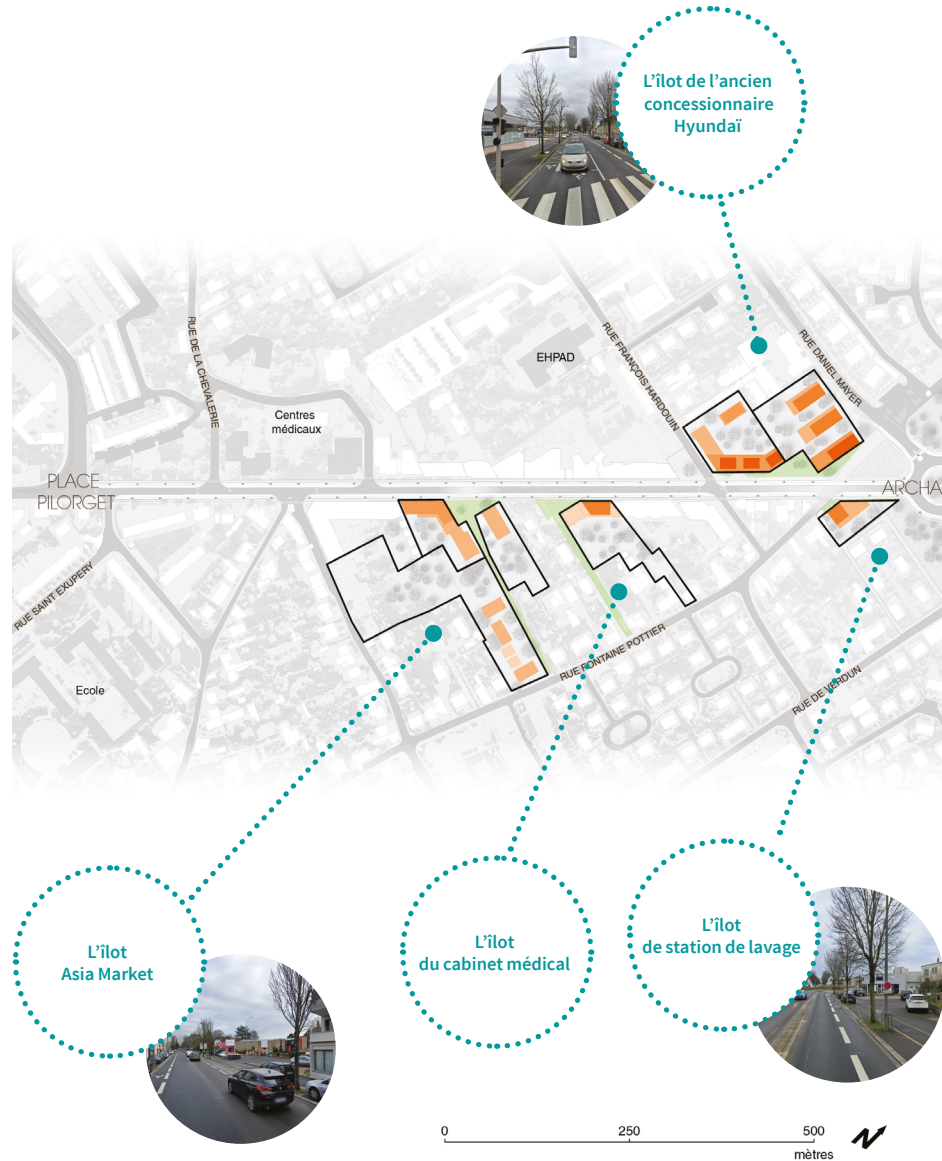 L'îlot de l'ancien
concessionnaire
Hyundaï
RUE DE LA CHEVALERIE
RUE FRANÇOIS HARDOUIN
RUE DANIEL MAYER
EHPAD
Centres
médicaux
PLACE
PILORGET
ARCHA
RUE SAINT EXUPERY
Ecole
RUE FONTAINE POTTIER
RUE DE VERDUN
L'îlot
Asia Market
L'îlot
du cabinet médical
L'îlot
de station de lavage
0 250 500
mètres
N